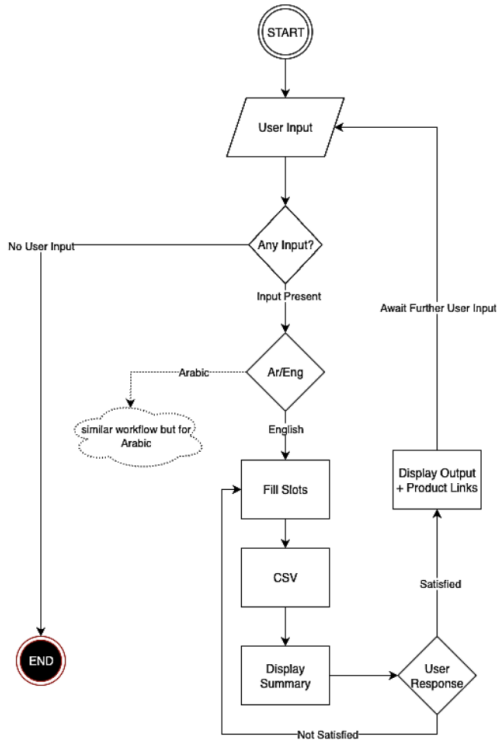 START
User Input
Any Input?
No User Input
Input Present
Await Further User Input
Ar/Eng
Arabic
similar workflow but for
Arabic
English
Fill Slots
Display Output
+ Product Links
CSV
Satisfied
END
Display
Summary
User
Response
Not Satisfied